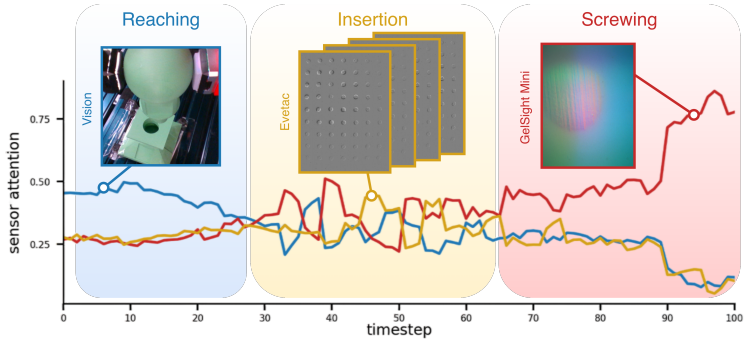 Reaching
Insertion
Screwing
Vision
Evetac
GelSight Mini
sensor attention
0.75
0.50
0.25
0
10
20
30
40
50
60
70
80
90
100
timestep